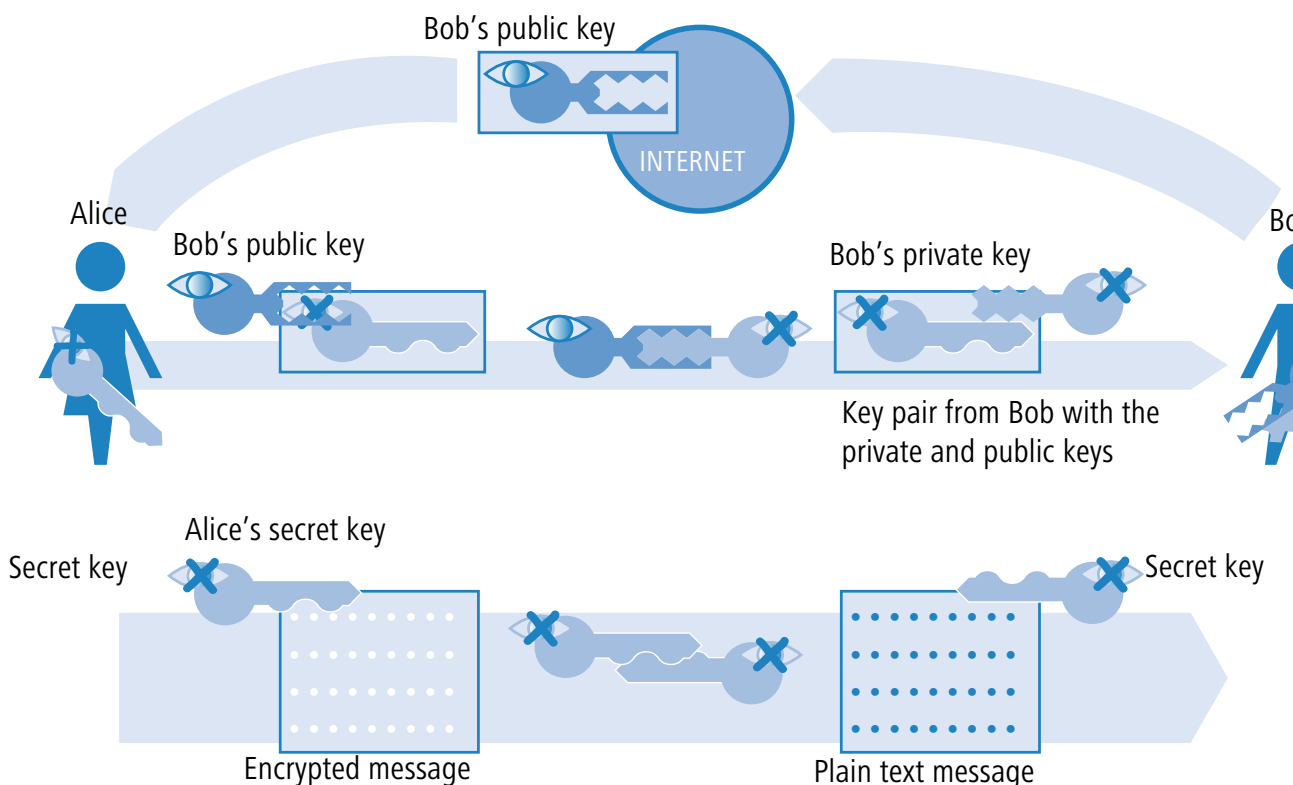 Bob's public key
INTERNET
Alice
Bob's public key
Bob's private key
Key pair from Bob with the
private and public keys
Alice's secret key
Secret key
Secret key
Encrypted message
Plain text message